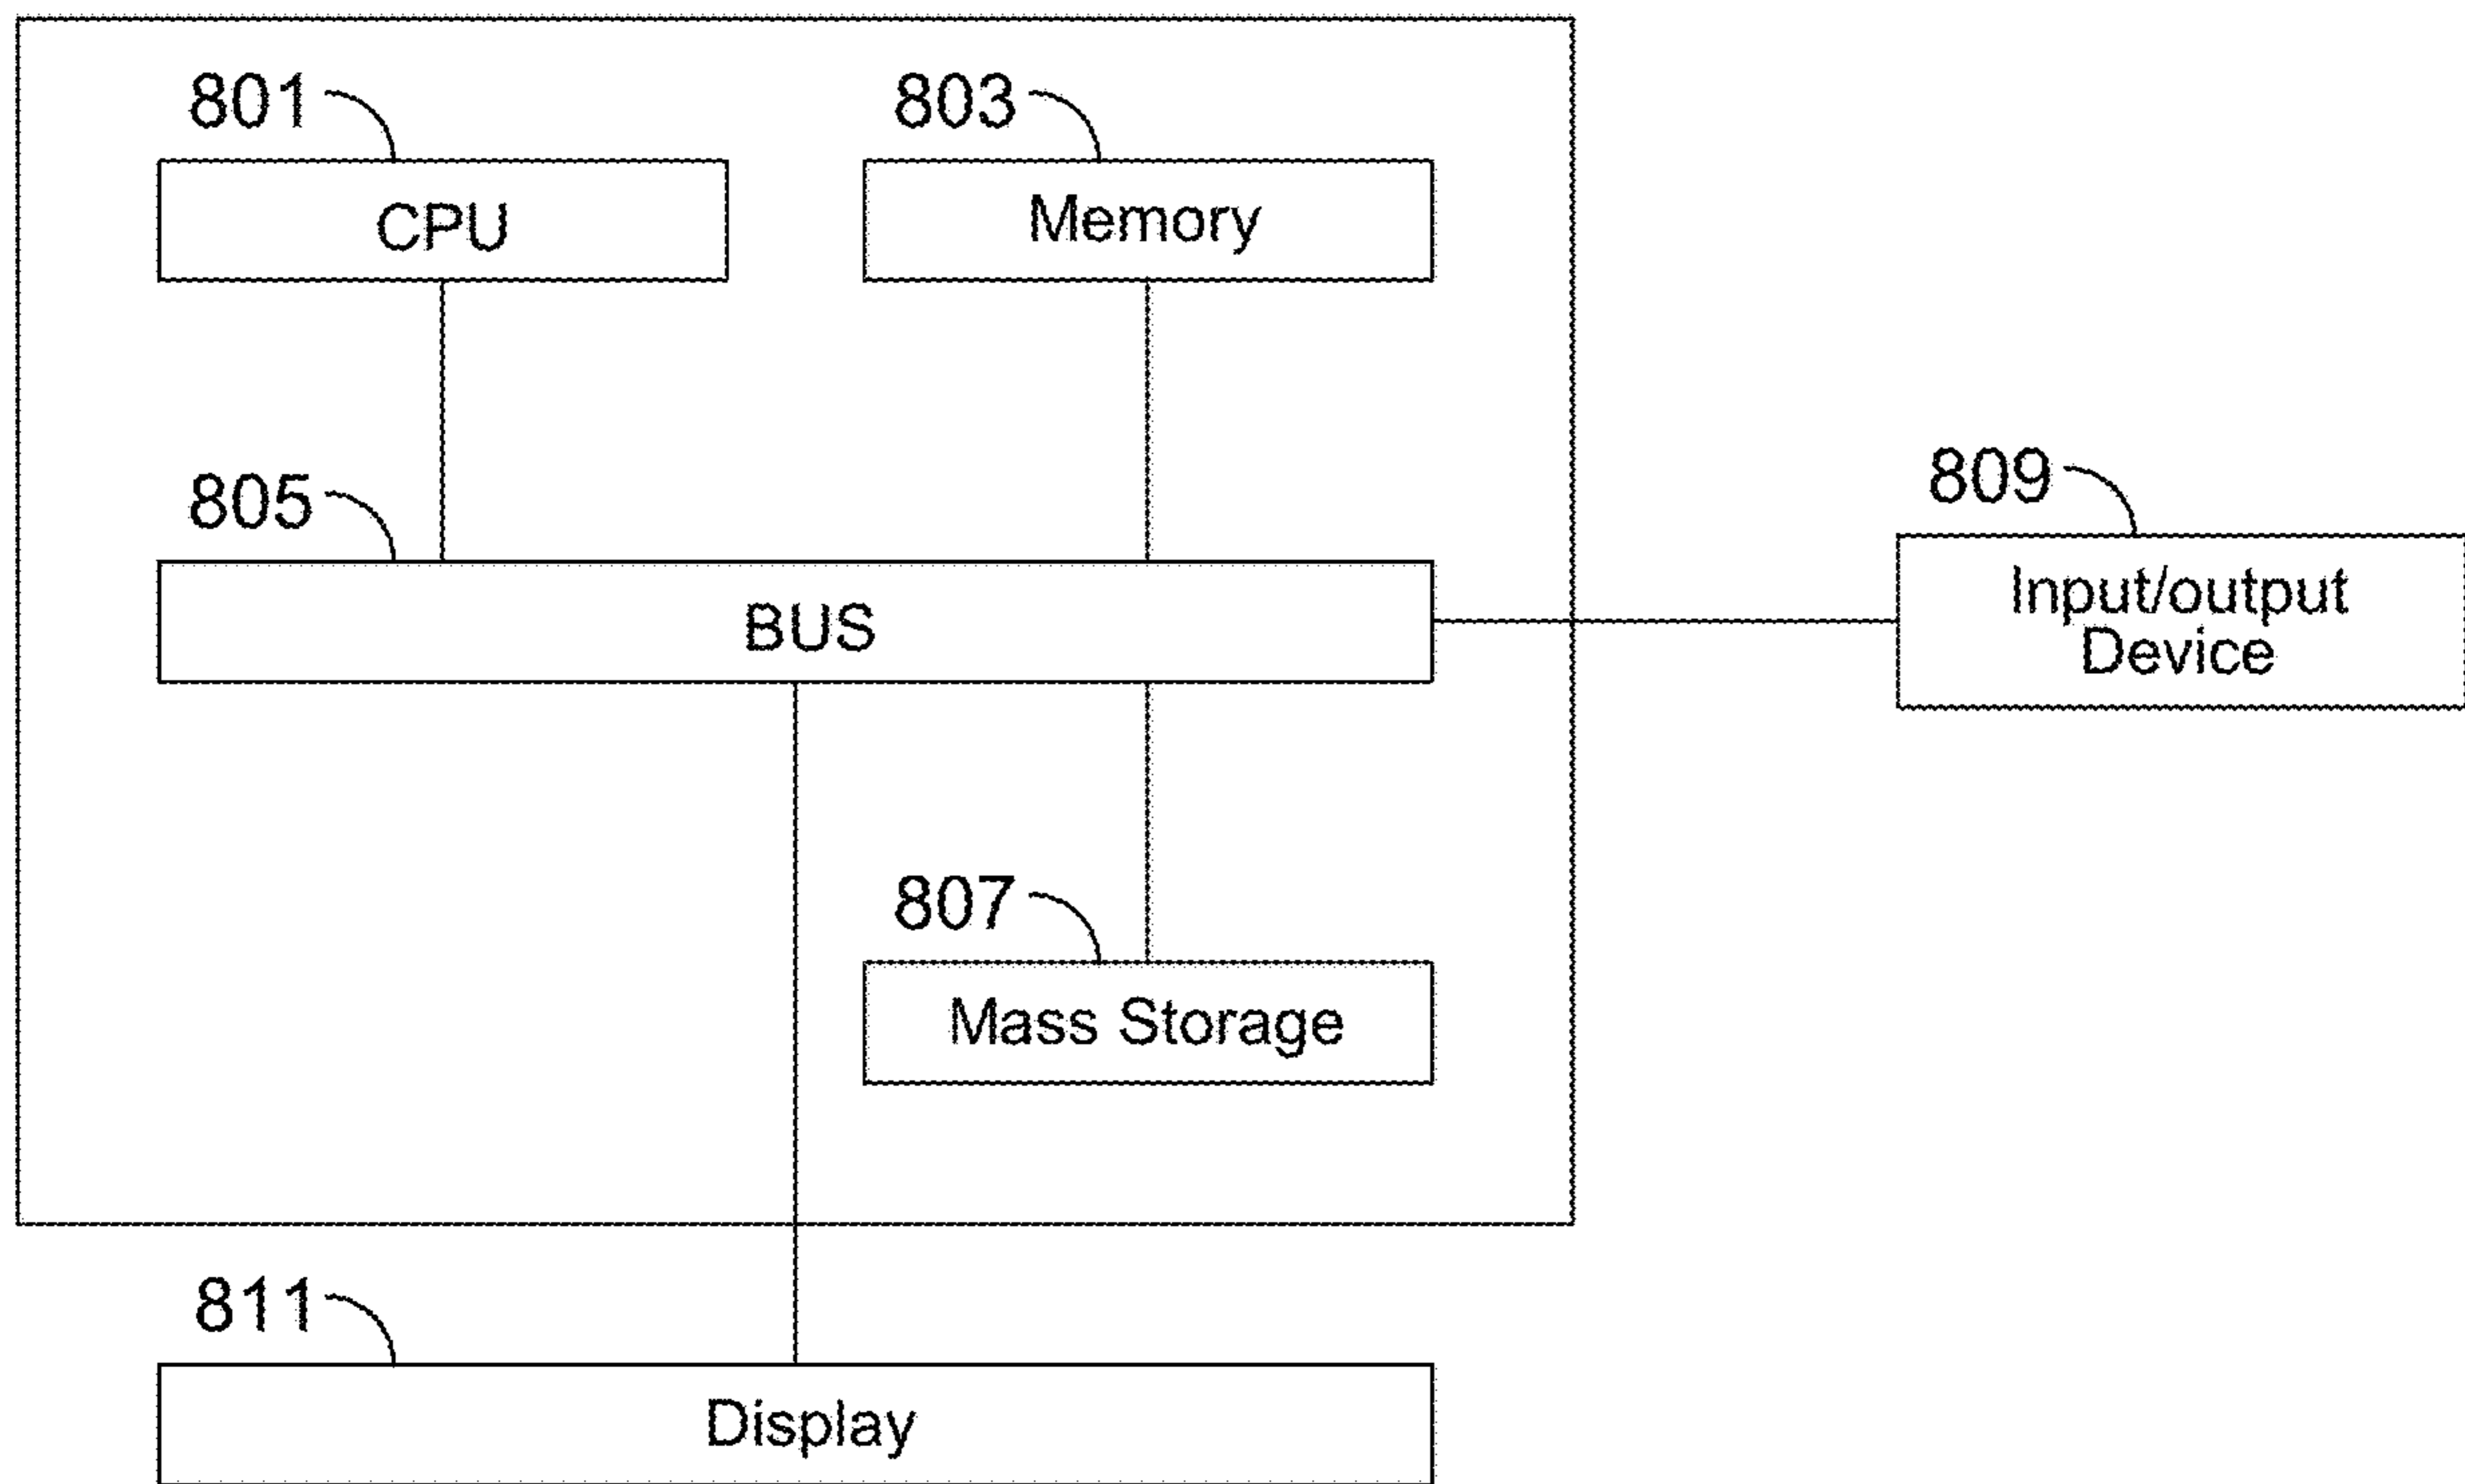 801
803
CPU
Memory
805
809
BUS
Input/output
Device
807
Mass Storage
811
Display